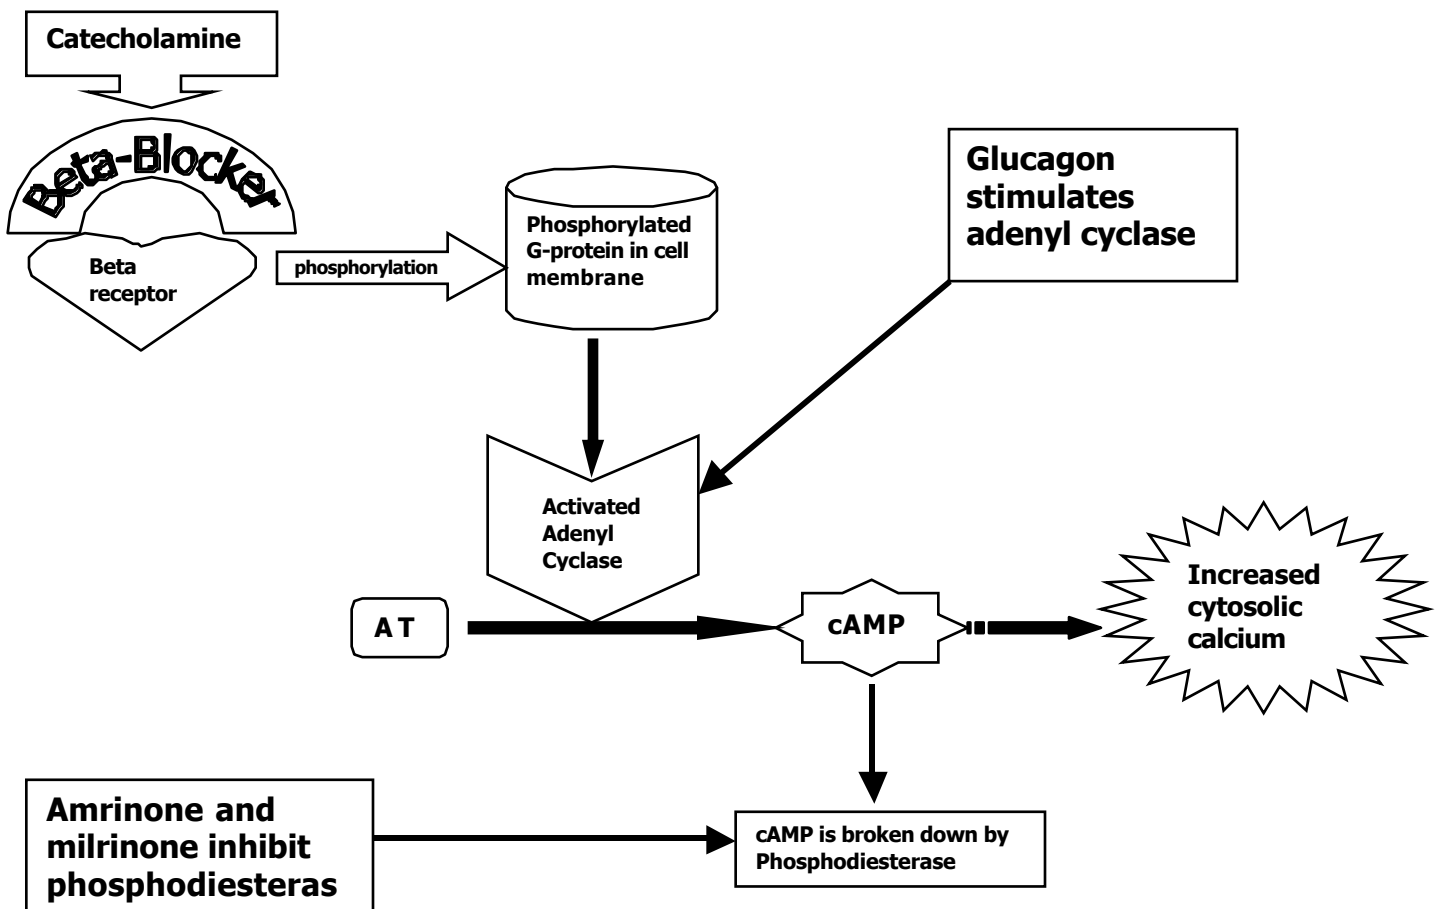 Catecholamine
Beta-Blocker
Beta
receptor
phosphorylation
Phosphorylated
G-protein in cell
membrane
Glucagon
stimulates
adenyl cyclase
Activated
Adenyl
Cyclase
AT
cAMP
Increased
cytosolic
calcium
Amrinone and
milrinone inhibit
phosphodiesteras
cAMP is broken down by
Phosphodiesterase